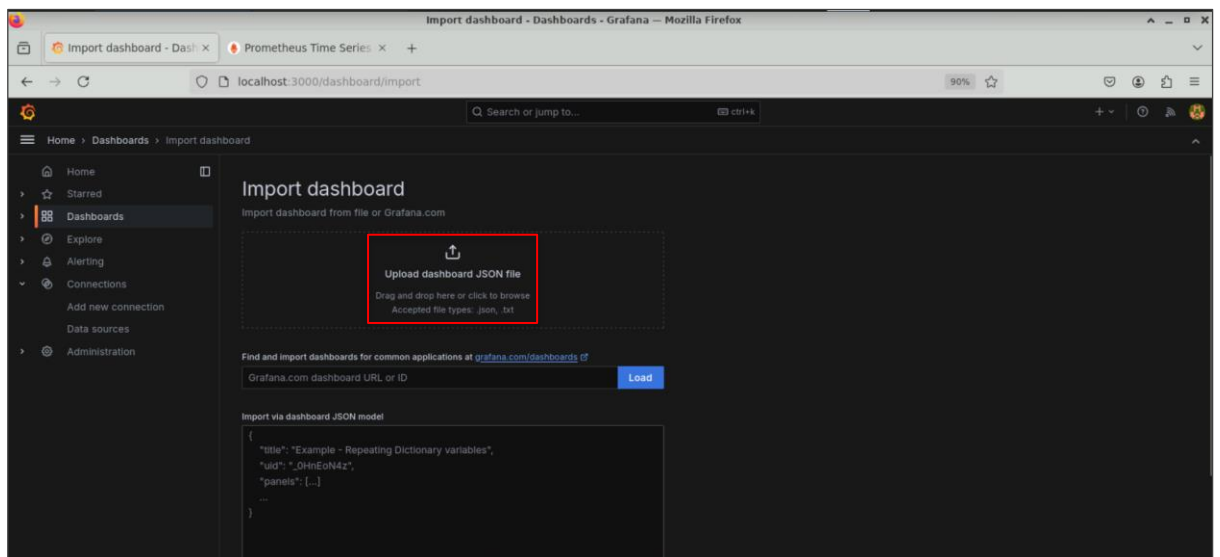 Import dashboard - Dashboards - Grafana — Mozilla Firefox
Import dashboard - Dash
Prometheus Time Series
localhost:3000/dashboard/import
90%
Search or jump to...
ctrl+k
Home › Dashboards › Import dashboard
Home
Starred
Dashboards
Explore
Alerting
Connections
Add new connection
Data sources
Administration
Import dashboard
Import dashboard from file or Grafana.com
Upload dashboard JSON file
Drag and drop here or click to browse
Accepted file types: .json, .txt
Find and import dashboards for common applications at grafana.com/dashboards
Grafana.com dashboard URL or ID
Load
Import via dashboard JSON model
{
"title": "Example - Repeating Dictionary variables",
"uid": "_0HnEoN4z",
"panels": [...]
...
}